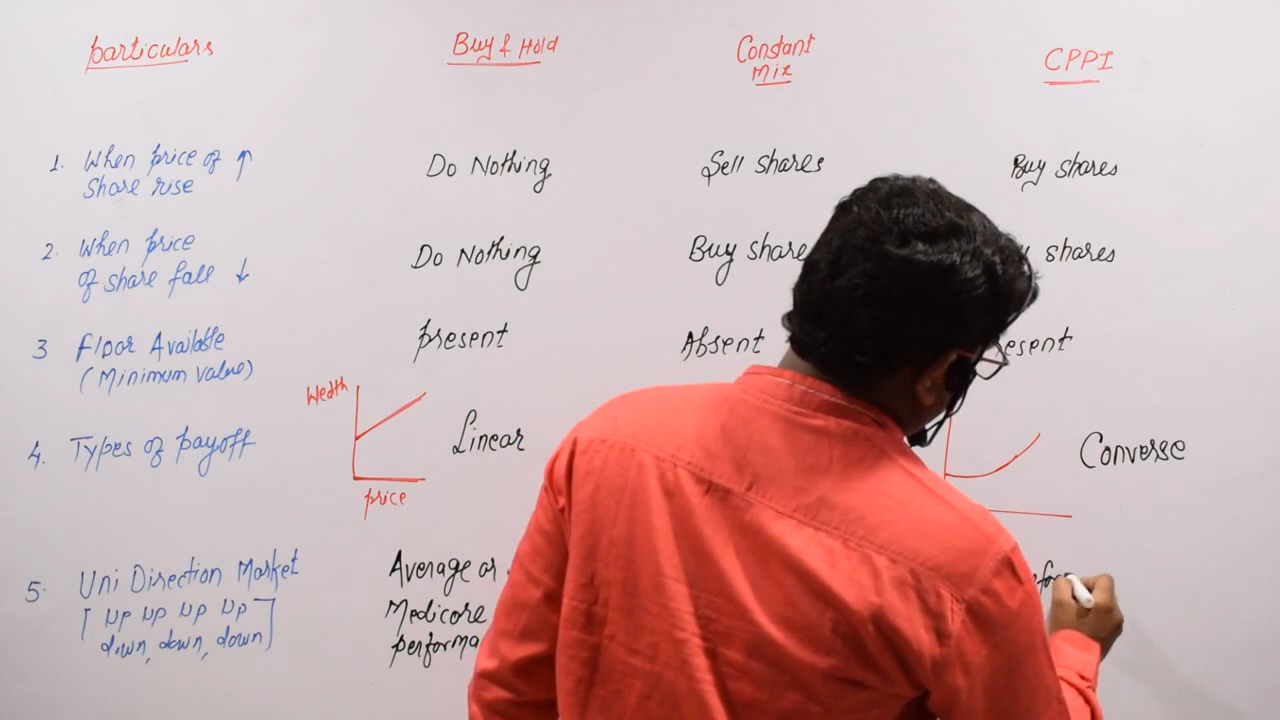 particulars
Buy & Hold
Constant
Mix
CPPI
1. When price of ↑
share rise
Do Nothing
Sell shares
Buy shares
2. When price
of share fall ↓
Do Nothing
Buy share
shares
3 Floor Available
(Minimum value)
present
Absent
esent
4. Types of payoff
Wealth
price
Linear
Converse
5. Uni Direction Market
[UP UP UP UP
down, down, down]
Average or
Medicore
performa